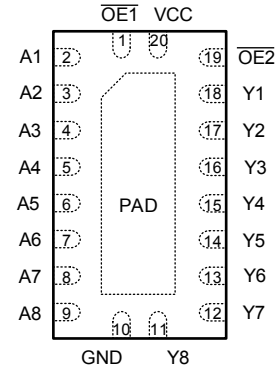 OE1 VCC
1 20
A1 2 19 OE2
A2 3 18 Y1
A3 4 17 Y2
A4 5 16 Y3
A5 6 PAD 15 Y4
A6 7 14 Y5
A7 8 13 Y6
A8 9 12 Y7
10 11
GND Y8